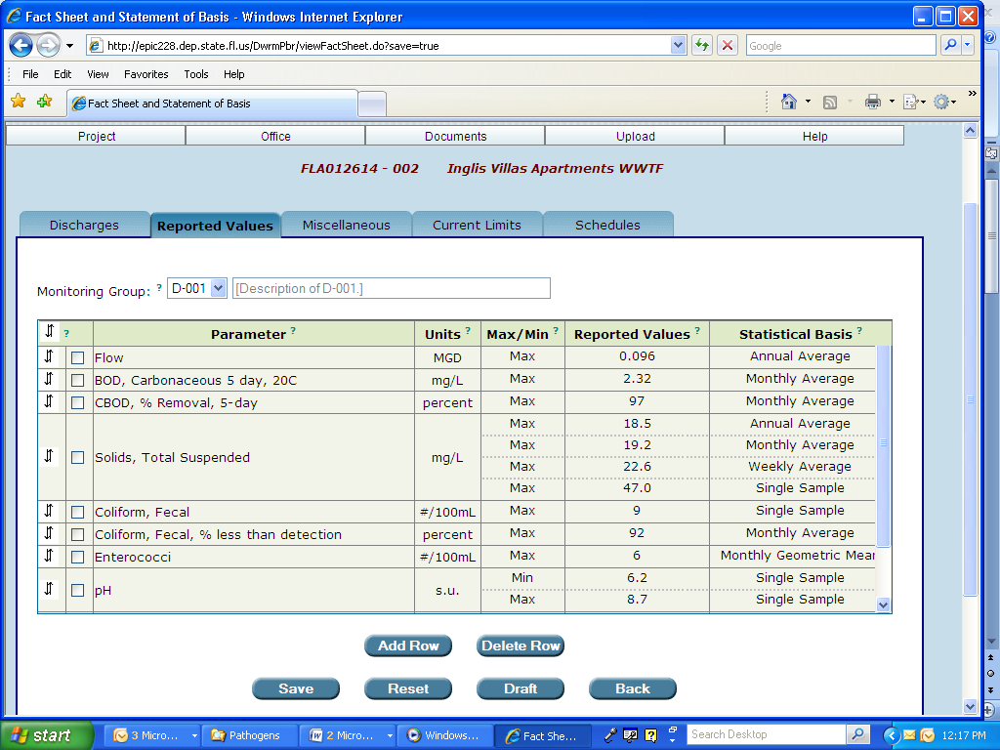 Fact Sheet and Statement of Basis - Windows Internet Explorer
http://epic228.dep.state.fl.us/DwrmPbr/viewFactSheet.do?save=true
Google
File Edit View Favorites Tools Help
Fact Sheet and Statement of Basis
Project Office Documents Upload Help
FLA012614 - 002 Inglis Villas Apartments WWTF
Discharges Reported Values Miscellaneous Current Limits Schedules
Monitoring Group: ? D-001 [Description of D-001.]
? Parameter ? Units ? Max/Min ? Reported Values ? Statistical Basis ?
Flow MGD Max 0.096 Annual Average
BOD, Carbonaceous 5 day, 20C mg/L Max 2.32 Monthly Average
CBOD, % Removal, 5-day percent Max 97 Monthly Average
Solids, Total Suspended mg/L Max 18.5 Annual Average
Max 19.2 Monthly Average
Max 22.6 Weekly Average
Max 47.0 Single Sample
Coliform, Fecal #/100mL Max 9 Single Sample
Coliform, Fecal, % less than detection percent Max 92 Monthly Average
Enterococci #/100mL Max 6 Monthly Geometric Mean
pH s.u. Min 6.2 Single Sample
Max 8.7 Single Sample
Add Row Delete Row
Save Reset Draft Back
start 3 Micro... Pathogens 2 Micro... Windows... Fact She... Search Desktop 12:17 PM